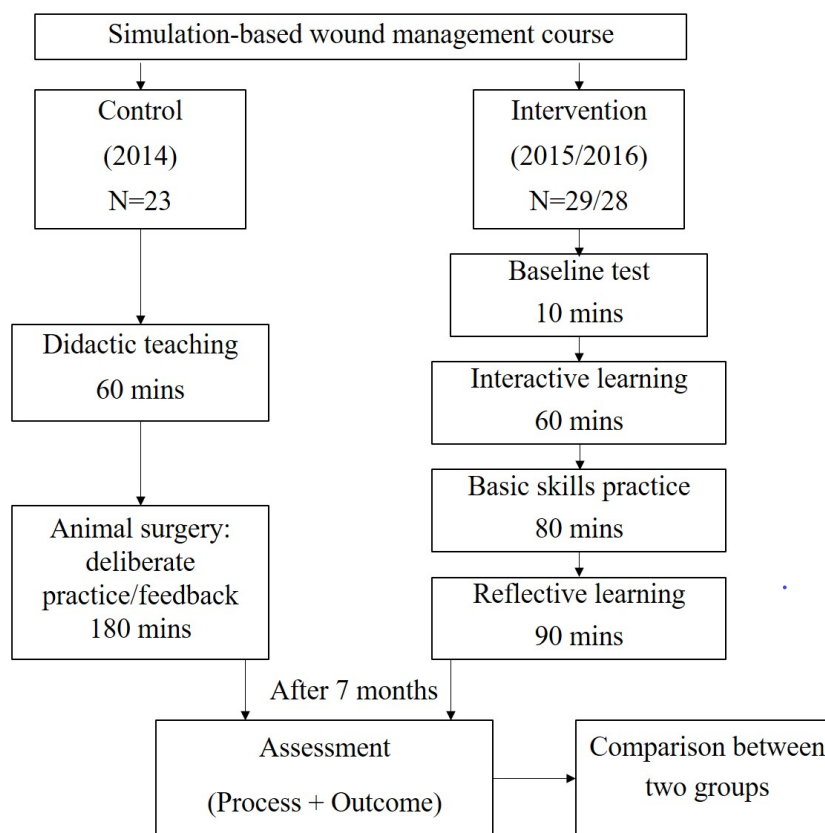 Simulation-based wound management course
Control
(2014)
N=23
Intervention
(2015/2016)
N=29/28
Baseline test
10 mins
Didactic teaching
60 mins
Interactive learning
60 mins
Basic skills practice
80 mins
Animal surgery:
deliberate
practice/feedback
180 mins
Reflective learning
90 mins
After 7 months
Assessment
(Process + Outcome)
Comparison between
two groups